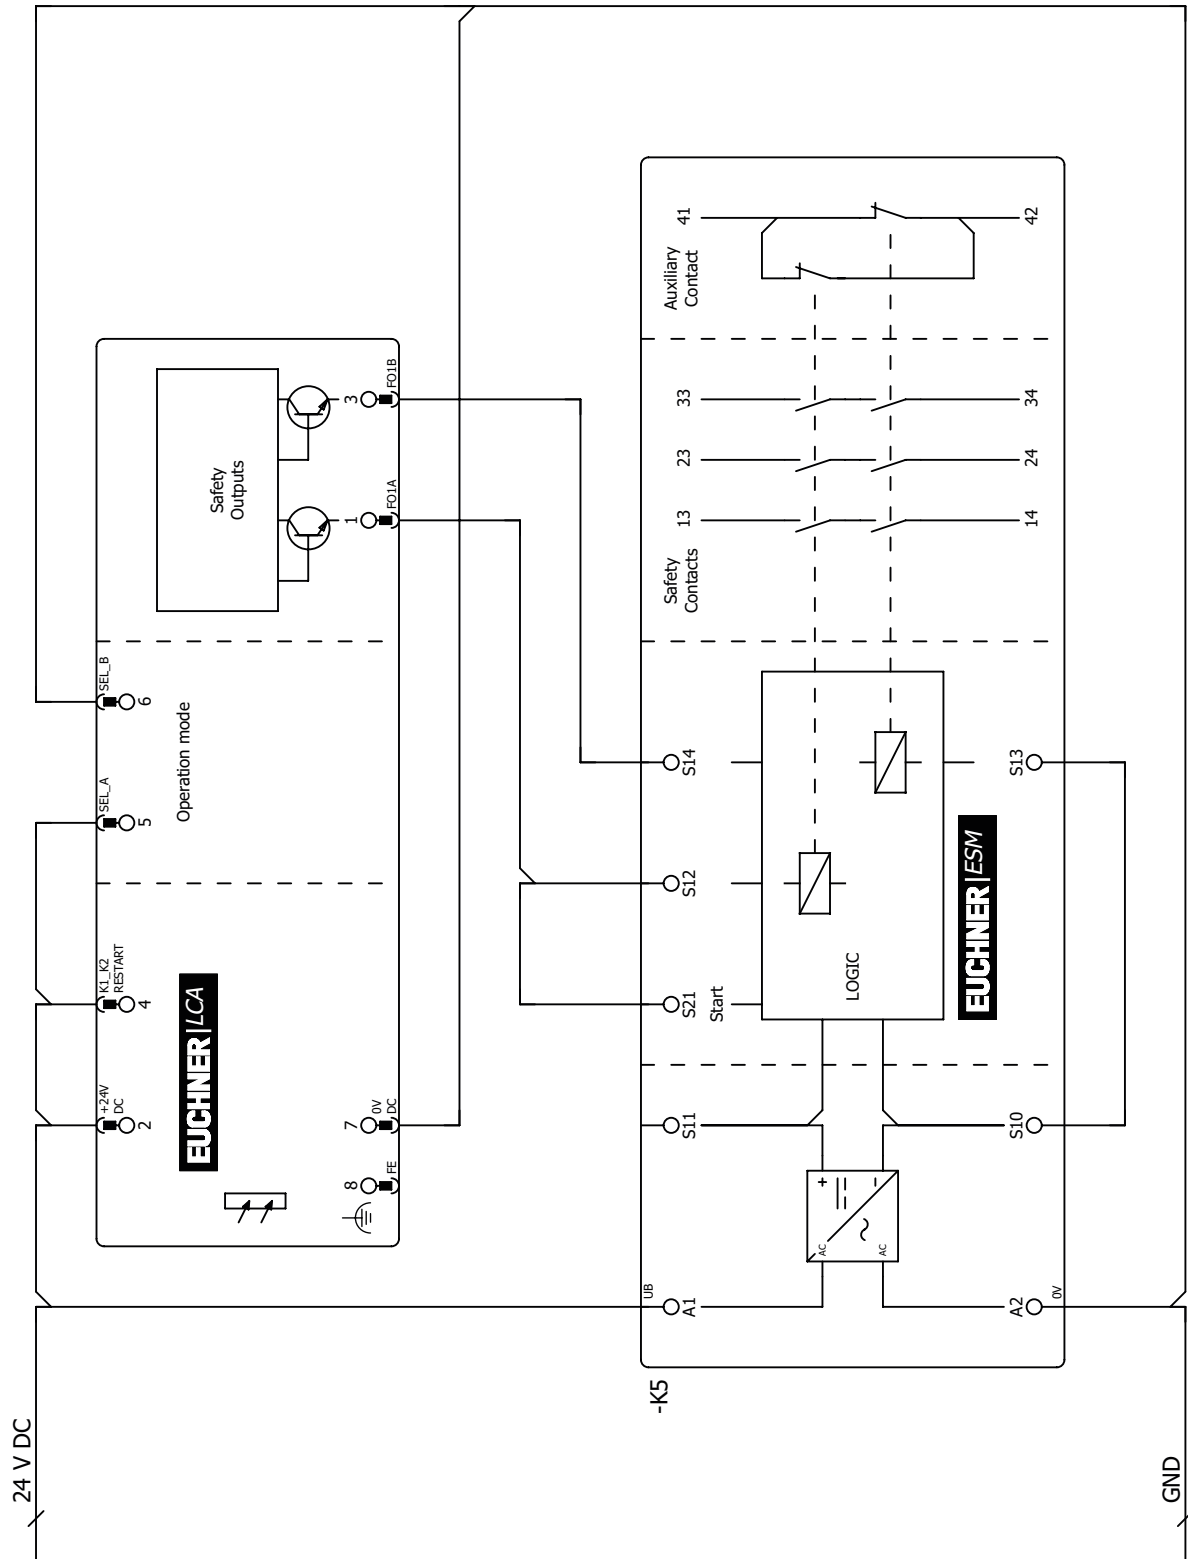 24 V DC
+24V
DC
2
K1_K2
RESTART
4
SEL_A
5
SEL_B
6
Operation mode
Safety
Outputs
EUCHNER|LCA
8
FE
7
0V
DC
1
FO1A
3
FO1B
-K5
UB
A1
S11
S21
Start
S12
S14
Safety
Contacts
13
23
33
Auxiliary
Contact
41
AC
AC
+
-
~
LOGIC
EUCHNER|ESM
A2
0V
S10
S13
14
24
34
42
GND